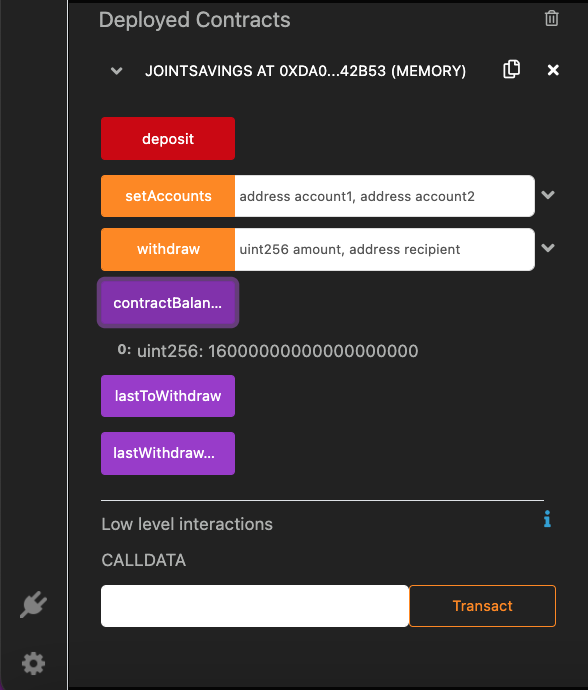 Deployed Contracts
JOINTSAVINGS AT 0XDA0...42B53 (MEMORY)
deposit
setAccounts address account1, address account2
withdraw uint256 amount, address recipient
contractBalan...
0: uint256: 16000000000000000000
lastToWithdraw
lastWithdraw...
Low level interactions
i
CALLDATA
Transact